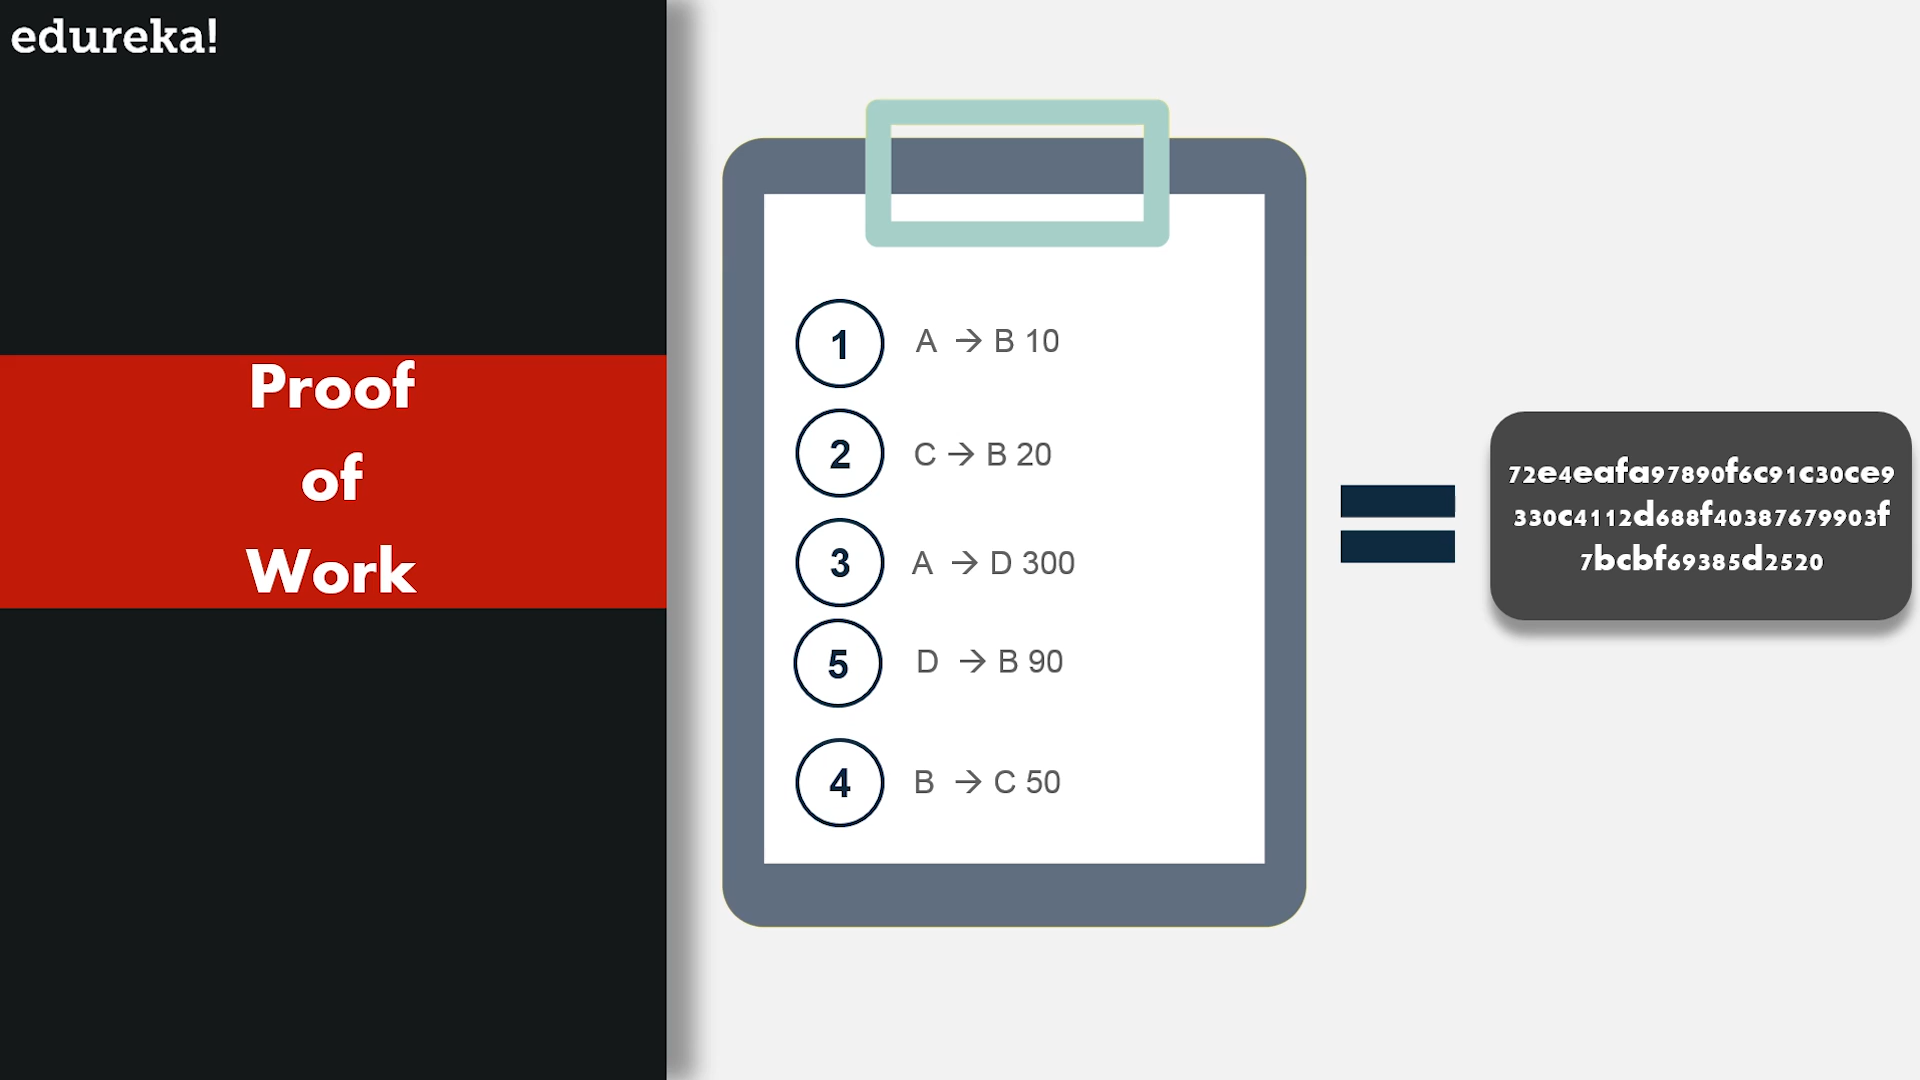 edureka!
Proof
of
Work
1 A → B 10
2 C → B 20
3 A → D 300
5 D → B 90
4 B → C 50
72e4eafa97890f6c91c30ce9
330c4112d688f40387679903f
7bcbf69385d2520